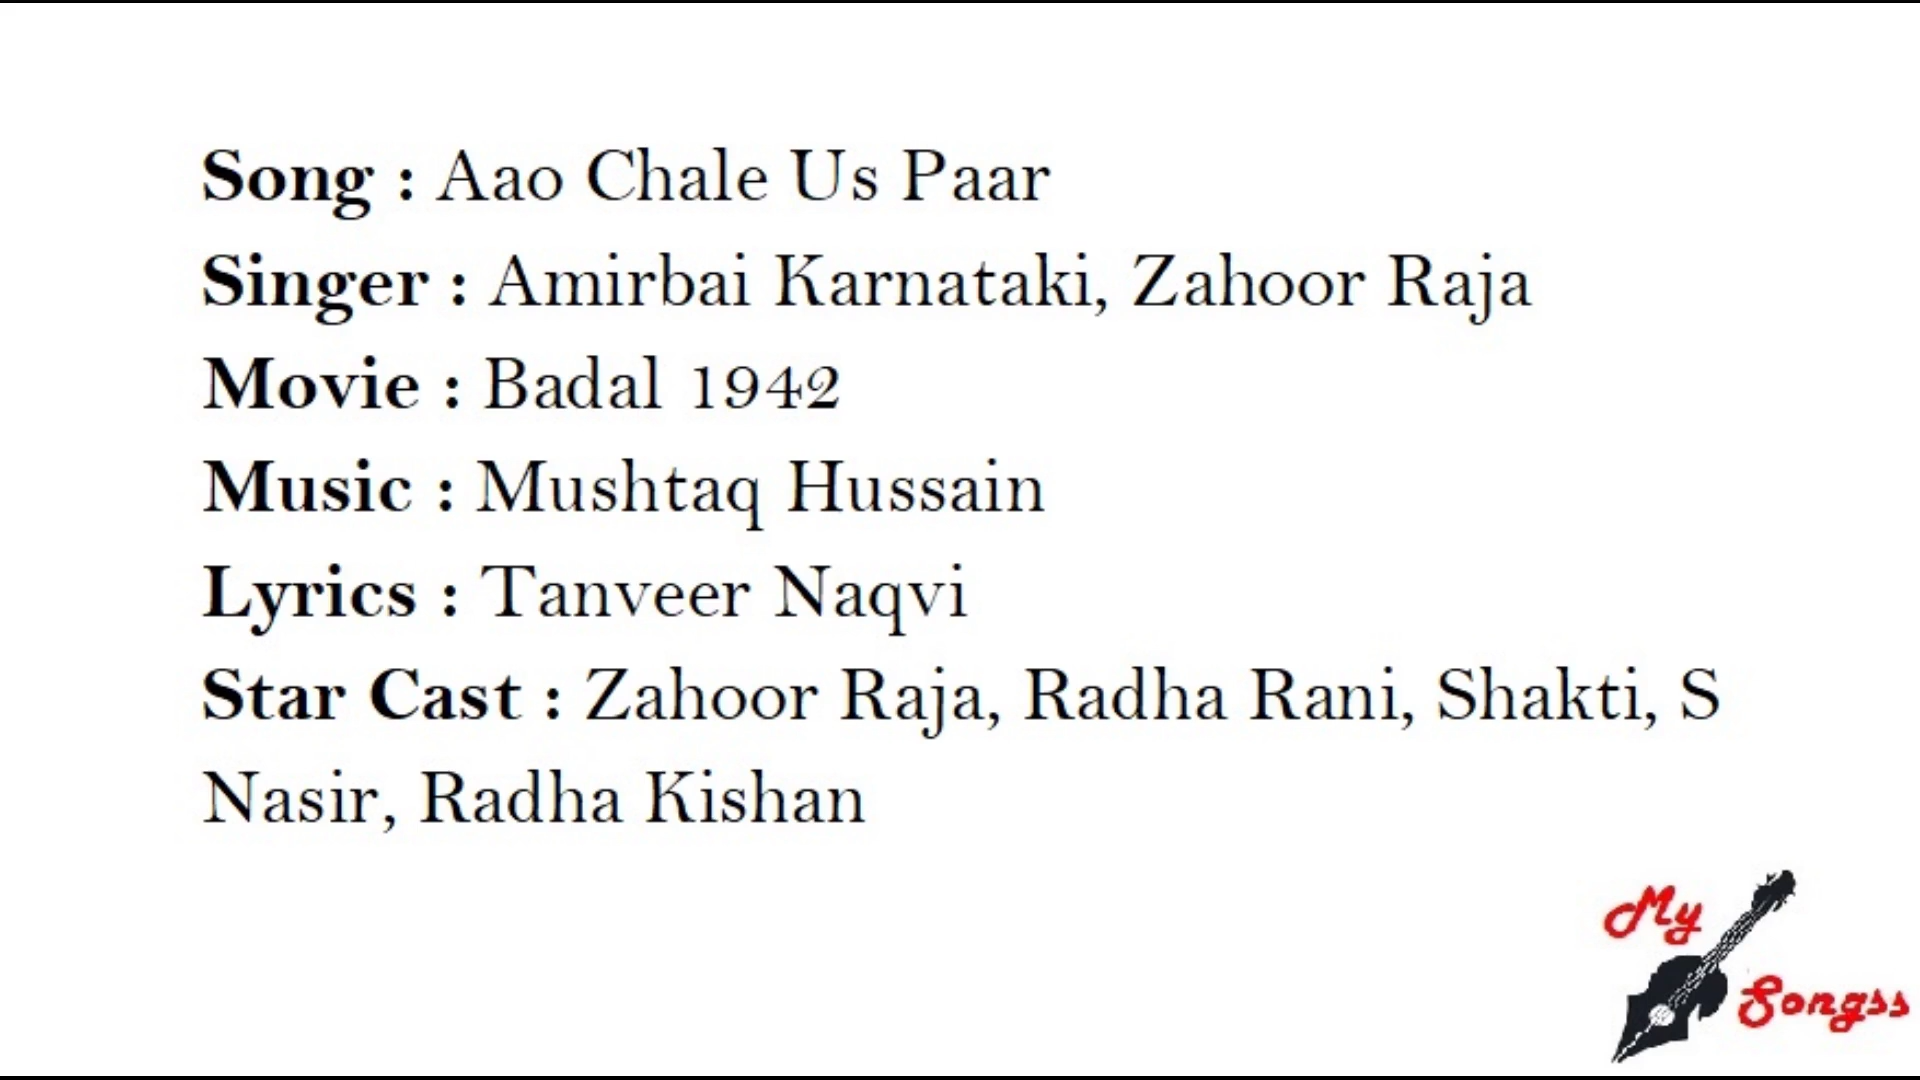 Song : Aao Chale Us Paar
Singer : Amirbai Karnataki, Zahoor Raja
Movie : Badal 1942
Music : Mushtaq Hussain
Lyrics : Tanveer Naqvi
Star Cast : Zahoor Raja, Radha Rani, Shakti, S
Nasir, Radha Kishan
My
Songss